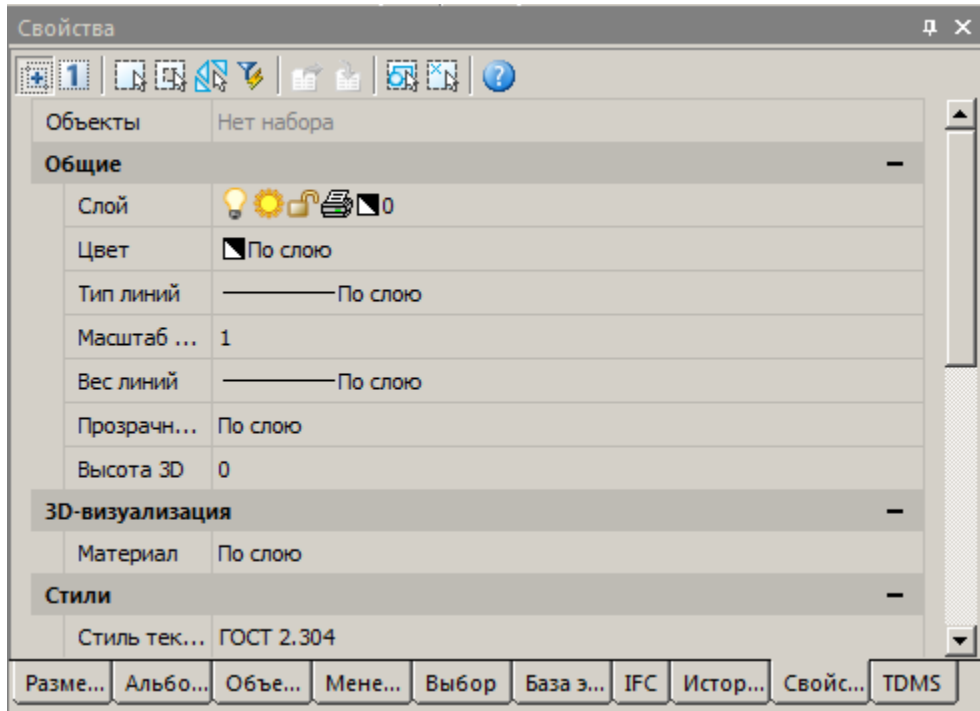 Свойства
1 ?
Объекты Нет набора
Общие
Слой 0
Цвет По слою
Тип линий По слою
Масштаб ... 1
Вес линий По слою
Прозрачн... По слою
Высота 3D 0
3D-визуализация
Материал По слою
Стили
Стиль тек... ГОСТ 2.304
Разме... Альбо... Объе... Мене... Выбор База э... IFC Истор... Свойс... TDMS